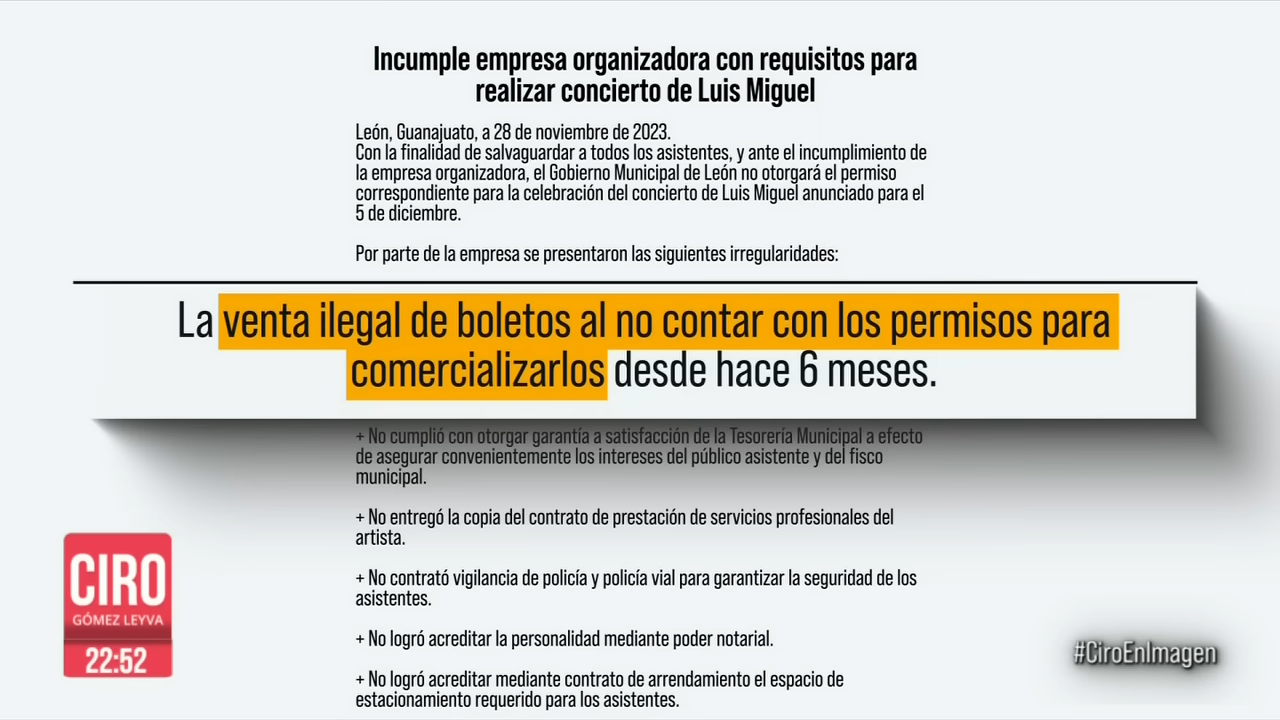 Incumple empresa organizadora con requisitos para
realizar concierto de Luis Miguel
León, Guanajuato, a 28 de noviembre de 2023.
Con la finalidad de salvaguardar a todos los asistentes, y ante el incumplimiento de
la empresa organizadora, el Gobierno Municipal de León no otorgará el permiso
correspondiente para la celebración del concierto de Luis Miguel anunciado para el
5 de diciembre.
Por parte de la empresa se presentaron las siguientes irregularidades:
La venta ilegal de boletos al no contar con los permisos para
comercializarlos desde hace 6 meses.
+ No cumplió con otorgar garantía a satisfacción de la Tesorería Municipal a efecto
de asegurar convenientemente los intereses del público asistente y del fisco
municipal.
+ No entregó la copia del contrato de prestación de servicios profesionales del
artista.
+ No contrató vigilancia de policía y policía vial para garantizar la seguridad de los
asistentes.
+ No logró acreditar la personalidad mediante poder notarial.
+ No logró acreditar mediante contrato de arrendamiento el espacio de
estacionamiento requerido para los asistentes.
CIRO
GÓMEZ LEYVA
22:52
#CiroEnImagen